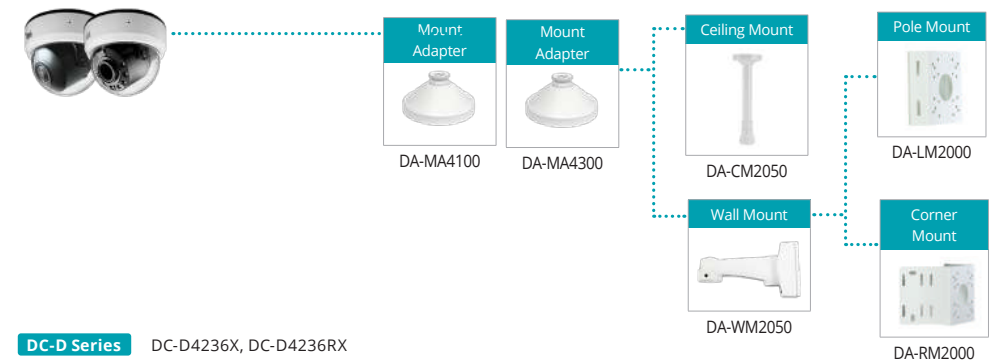 Mount
Adapter
DA-MA4100
Mount
Adapter
DA-MA4300
Ceiling Mount
DA-CM2050
Wall Mount
DA-WM2050
Pole Mount
DA-LM2000
Corner
Mount
DA-RM2000
DC-D Series DC-D4236X, DC-D4236RX